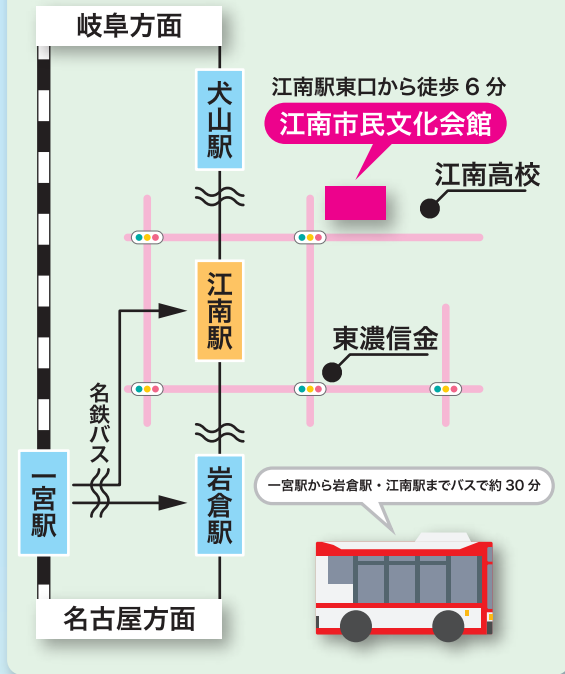 岐阜方面
犬山駅
江南駅東口から徒歩 6 分
江南市民文化会館
江南高校
江南駅
東濃信金
名鉄バス
一宮駅
岩倉駅
一宮駅から岩倉駅・江南駅までバスで約 30 分
名古屋方面